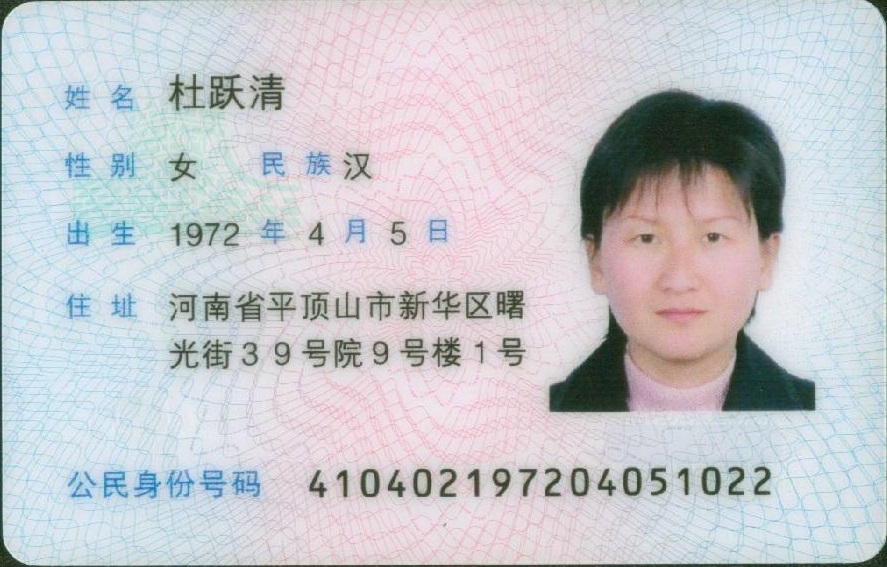 姓名 杜跃清
性别 女 民族 汉
出生 1972 年 4 月 5 日
住址 河南省平顶山市新华区曙
光街39号院9号楼1号
公民身份号码 410402197204051022